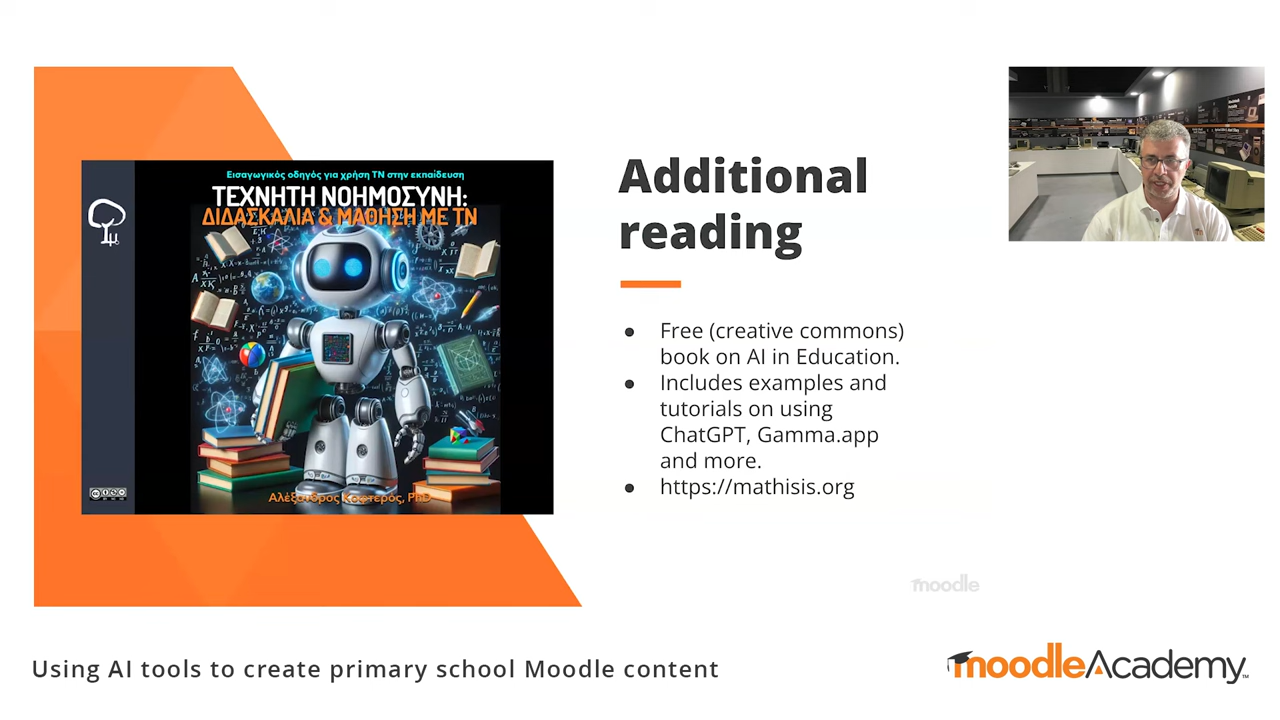 Εισαγωγικός οδηγός για χρήση ΤΝ στην εκπαίδευση
ΤΕΧΝΗΤΗ ΝΟΗΜΟΣΥΝΗ:
ΔΙΔΑΣΚΑΛΙΑ & ΜΑΘΗΣΗ ΜΕ ΤΝ
Αλέξανδρος PhD
Additional
reading
● Free (creative commons)
book on AI in Education.
● Includes examples and
tutorials on using
ChatGPT, Gamma.app
and more.
● https://mathisis.org
moodle
Using AI tools to create primary school Moodle content
moodleAcademy™